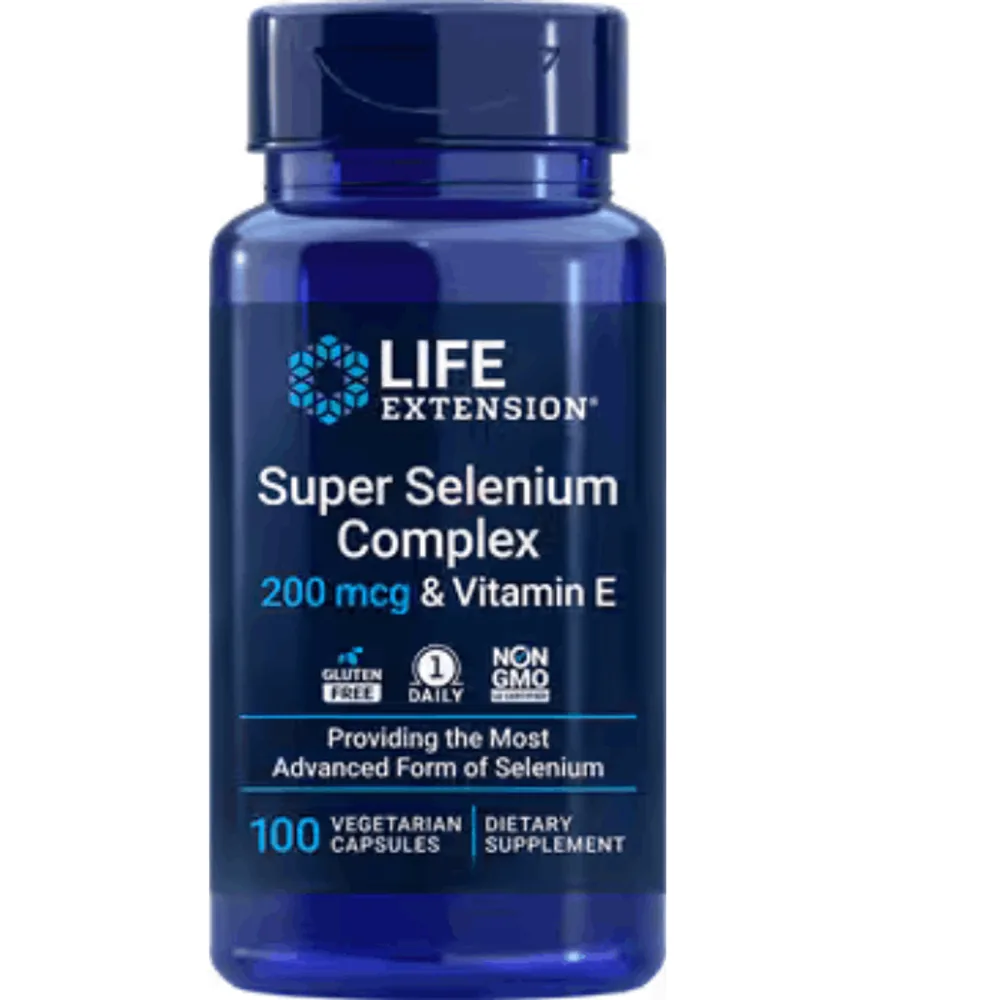 LIFE
EXTENSION®
Super Selenium
Complex
200 mcg & Vitamin E
GLUTEN
FREE
1
DAILY
NON
GMO
Providing the Most
Advanced Form of Selenium
100 VEGETARIAN
CAPSULES
DIETARY
SUPPLEMENT